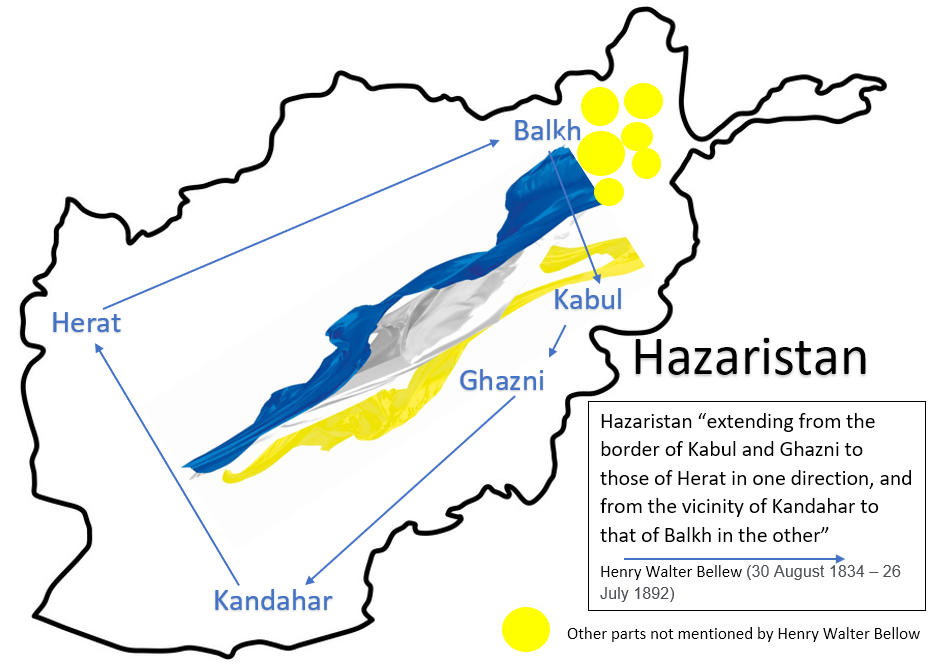 Balkh
Herat
Kabul
Ghazni
Kandahar
Hazaristan
Hazaristan “extending from the
border of Kabul and Ghazni to
those of Herat in one direction, and
from the vicinity of Kandahar to
that of Balkh in the other”
Henry Walter Bellew (30 August 1834 – 26
July 1892)
Other parts not mentioned by Henry Walter Bellow